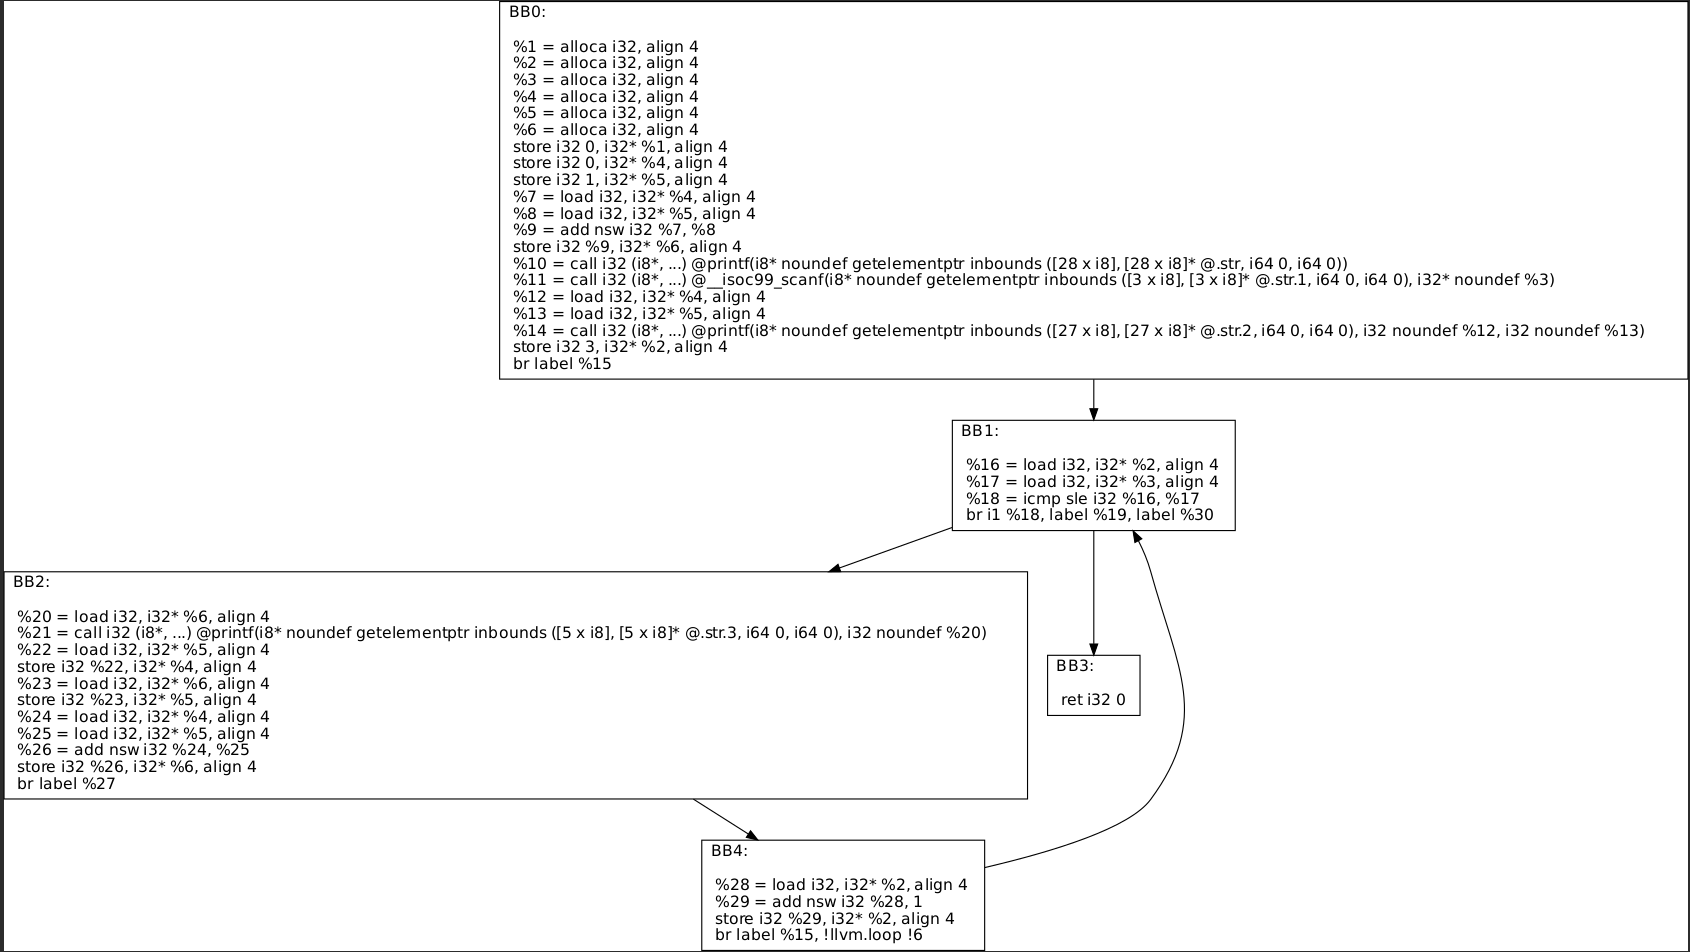 BB0:
%1 = alloca i32, align 4
%2 = alloca i32, align 4
%3 = alloca i32, align 4
%4 = alloca i32, align 4
%5 = alloca i32, align 4
%6 = alloca i32, align 4
store i32 0, i32* %1, align 4
store i32 0, i32* %4, align 4
store i32 1, i32* %5, align 4
%7 = load i32, i32* %4, align 4
%8 = load i32, i32* %5, align 4
%9 = add nsw i32 %7, %8
store i32 %9, i32* %6, align 4
%10 = call i32 (i8*, ...) @printf(i8* noundef getelementptr inbounds ([28 x i8], [28 x i8]* @.str, i64 0, i64 0))
%11 = call i32 (i8*, ...) @__isoc99_scanf(i8* noundef getelementptr inbounds ([3 x i8], [3 x i8]* @.str.1, i64 0, i64 0), i32* noundef %3)
%12 = load i32, i32* %4, align 4
%13 = load i32, i32* %5, align 4
%14 = call i32 (i8*, ...) @printf(i8* noundef getelementptr inbounds ([27 x i8], [27 x i8]* @.str.2, i64 0, i64 0), i32 noundef %12, i32 noundef %13)
store i32 3, i32* %2, align 4
br label %15
BB1:
%16 = load i32, i32* %2, align 4
%17 = load i32, i32* %3, align 4
%18 = icmp sle i32 %16, %17
br i1 %18, label %19, label %30
BB2:
%20 = load i32, i32* %6, align 4
%21 = call i32 (i8*, ...) @printf(i8* noundef getelementptr inbounds ([5 x i8], [5 x i8]* @.str.3, i64 0, i64 0), i32 noundef %20)
%22 = load i32, i32* %5, align 4
store i32 %22, i32* %4, align 4
%23 = load i32, i32* %6, align 4
store i32 %23, i32* %5, align 4
%24 = load i32, i32* %4, align 4
%25 = load i32, i32* %5, align 4
%26 = add nsw i32 %24, %25
store i32 %26, i32* %6, align 4
br label %27
BB3:
ret i32 0
BB4:
%28 = load i32, i32* %2, align 4
%29 = add nsw i32 %28, 1
store i32 %29, i32* %2, align 4
br label %15, !llvm.loop !6